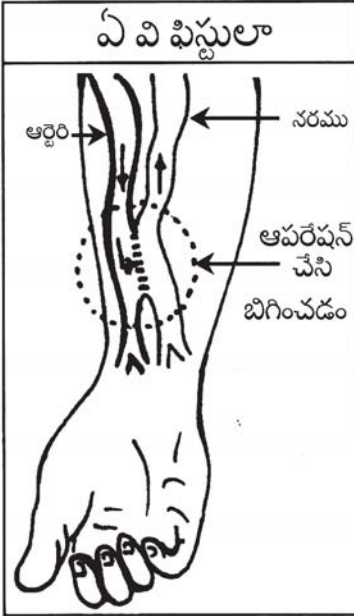 ఏ వి ఫిస్టులా
ఆర్టెరి
నరము
ఆపరేషన్
చేసి
బిగించడం